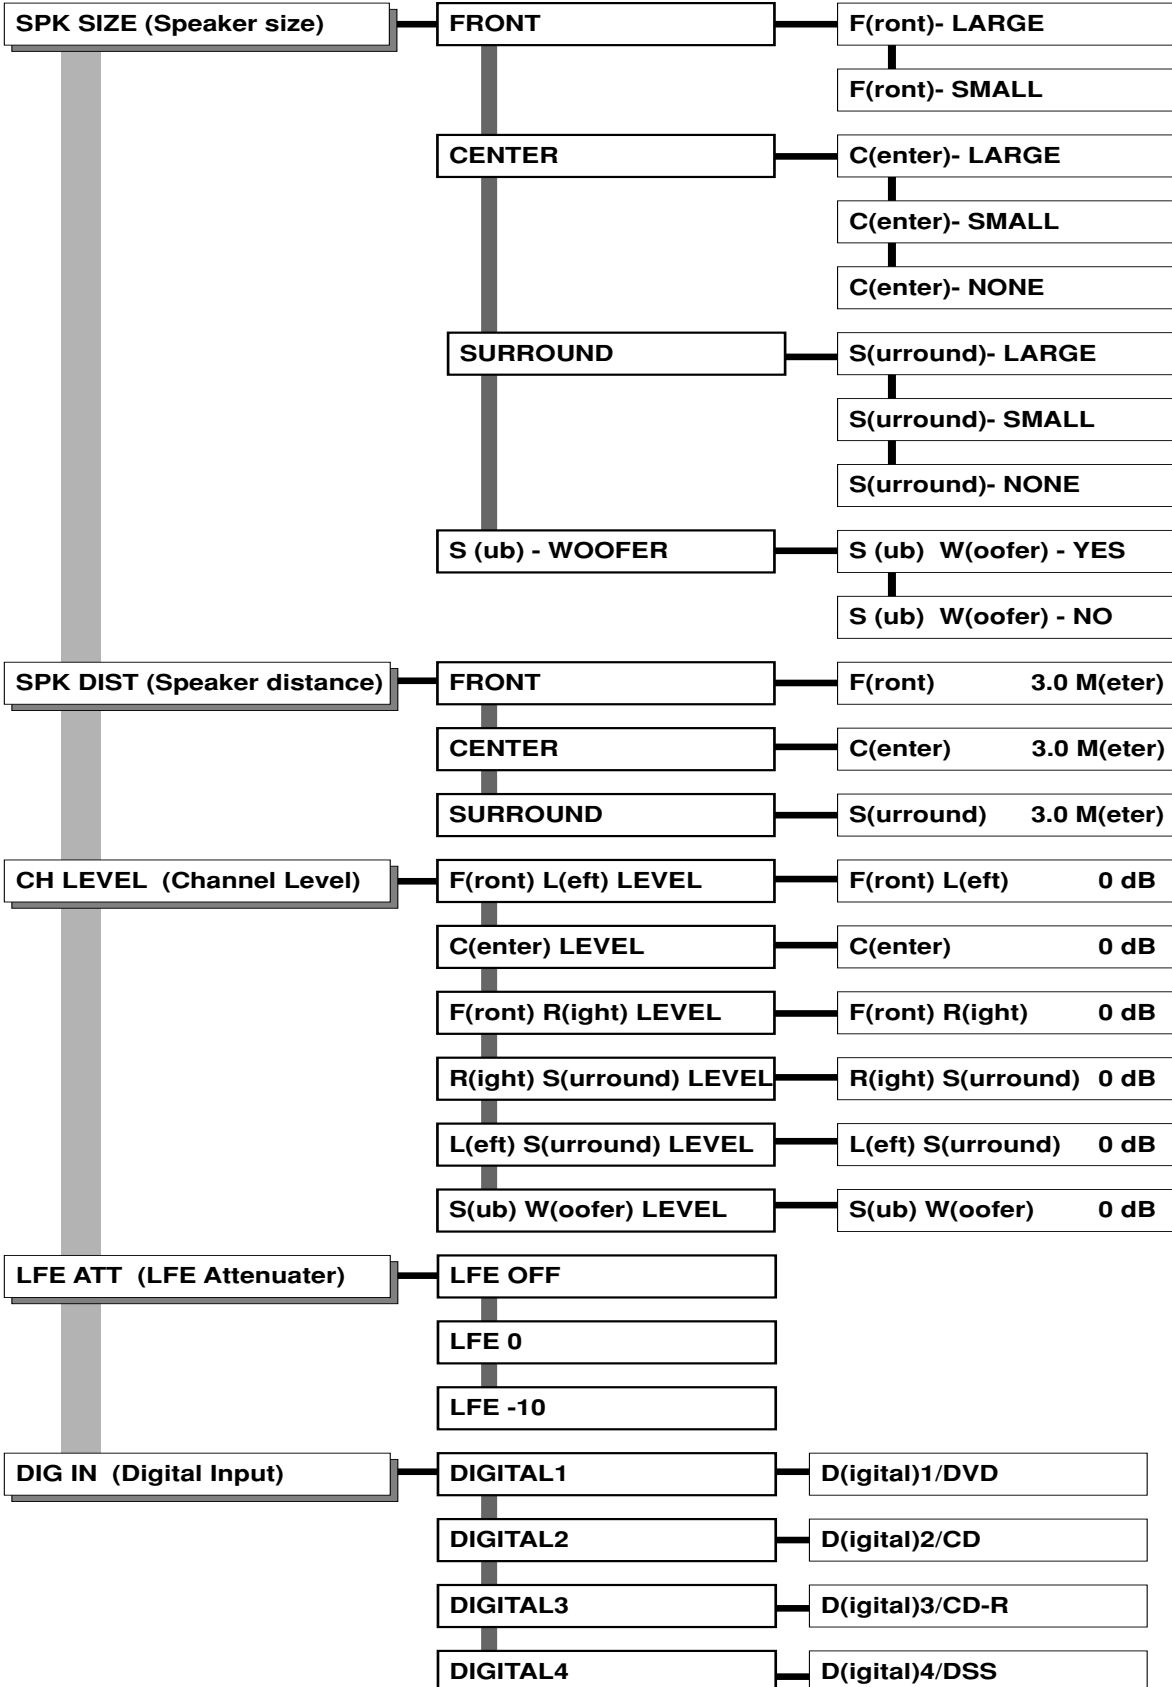 SPK SIZE (Speaker size) FRONT F(ront)- LARGE
F(ront)- SMALL
CENTER C(enter)- LARGE
C(enter)- SMALL
C(enter)- NONE
SURROUND S(urround)- LARGE
S(urround)- SMALL
S(urround)- NONE
S (ub) - WOOFER S (ub) W(oofer) - YES
S (ub) W(oofer) - NO
SPK DIST (Speaker distance) FRONT F(ront) 3.0 M(eter)
CENTER C(enter) 3.0 M(eter)
SURROUND S(urround) 3.0 M(eter)
CH LEVEL (Channel Level) F(ront) L(eft) LEVEL F(ront) L(eft) 0 dB
C(enter) LEVEL C(enter) 0 dB
F(ront) R(ight) LEVEL F(ront) R(ight) 0 dB
R(ight) S(urround) LEVEL R(ight) S(urround) 0 dB
L(eft) S(urround) LEVEL L(eft) S(urround) 0 dB
S(ub) W(oofer) LEVEL S(ub) W(oofer) 0 dB
LFE ATT (LFE Attenuater) LFE OFF
LFE 0
LFE -10
DIG IN (Digital Input) DIGITAL1 D(igital)1/DVD
DIGITAL2 D(igital)2/CD
DIGITAL3 D(igital)3/CD-R
DIGITAL4 D(igital)4/DSS